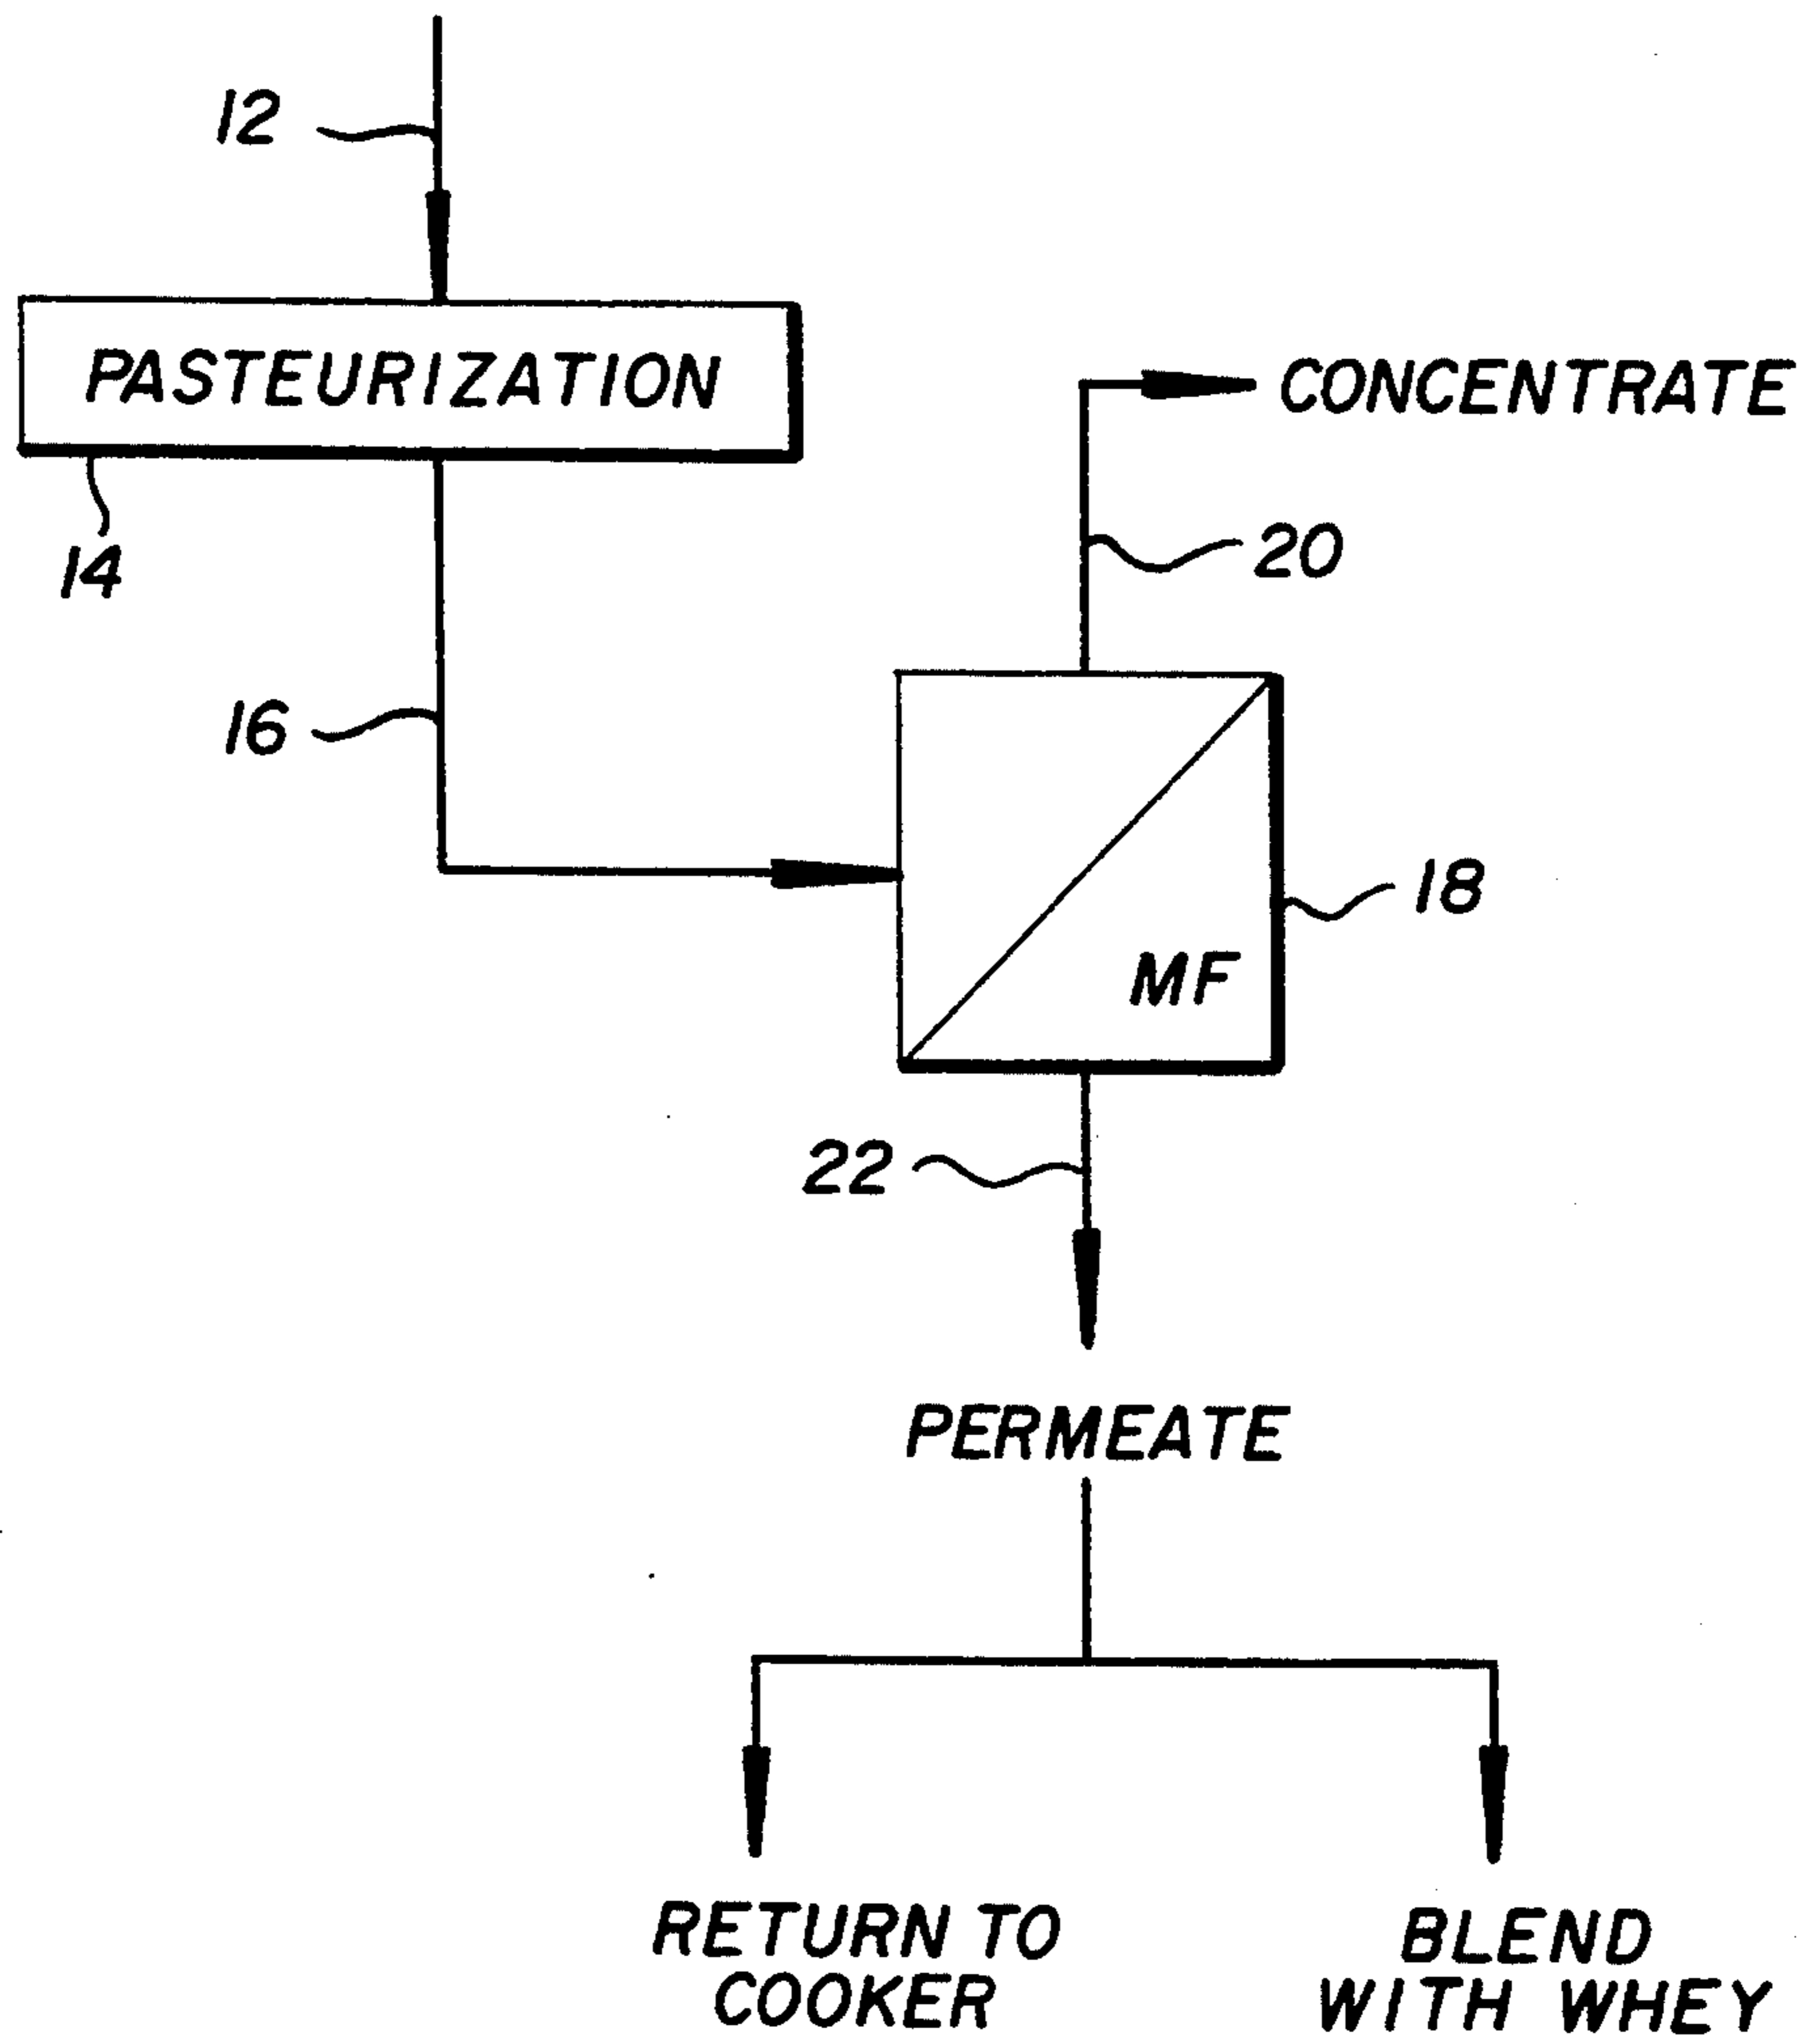 12
PASTEURIZATION
CONCENTRATE
14
20
16
18
MF
22
PERMEATE
RETURN TO
COOKER
BLEND
WITH WHEY